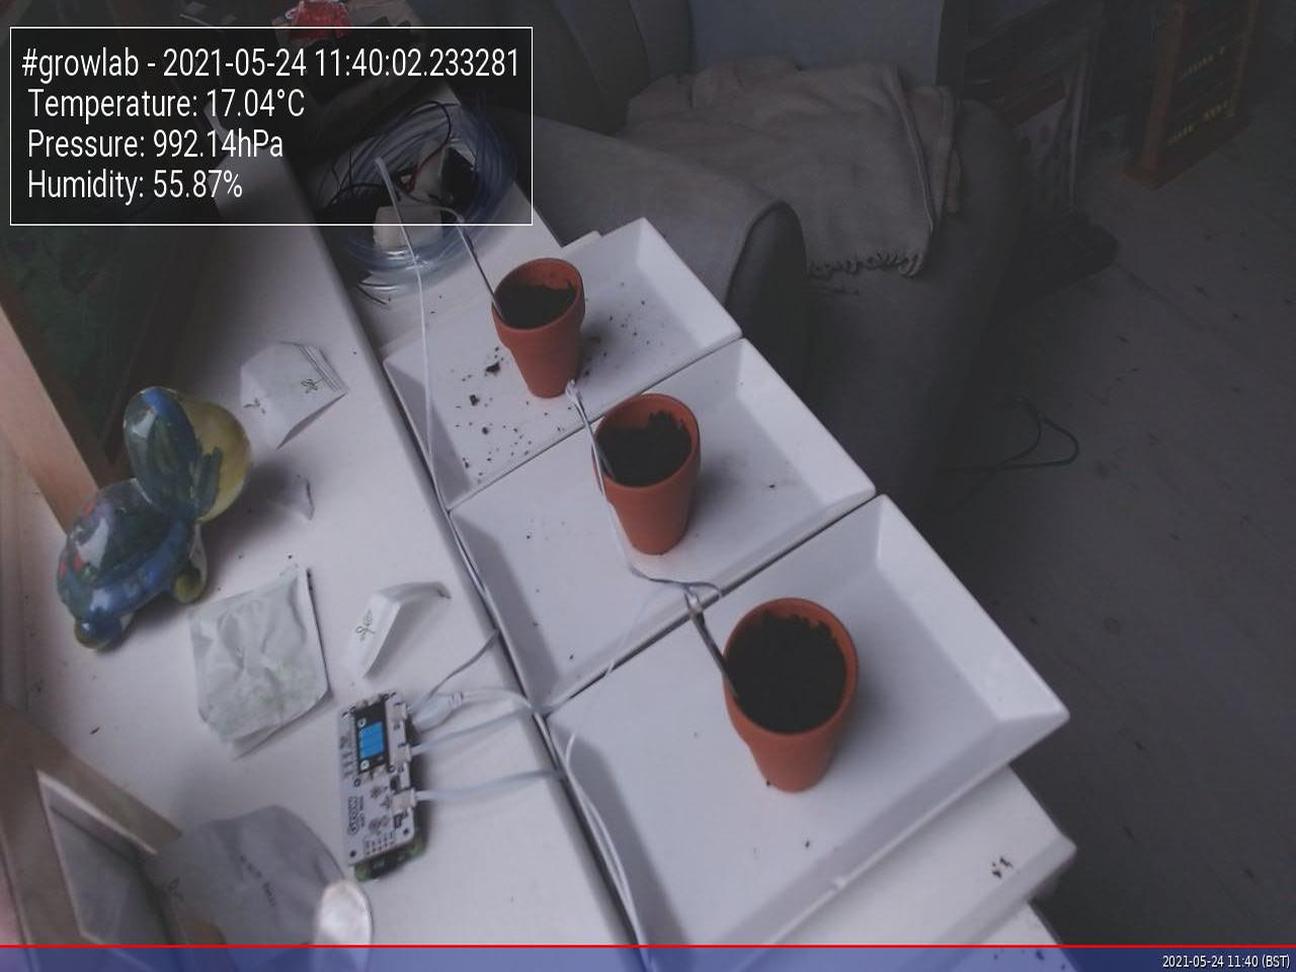 #growlab - 2021-05-24 11:40:02.233281
Temperature: 17.04°C
Pressure: 992.14hPa
Humidity: 55.87%
2021-05-24 11:40 (BST)